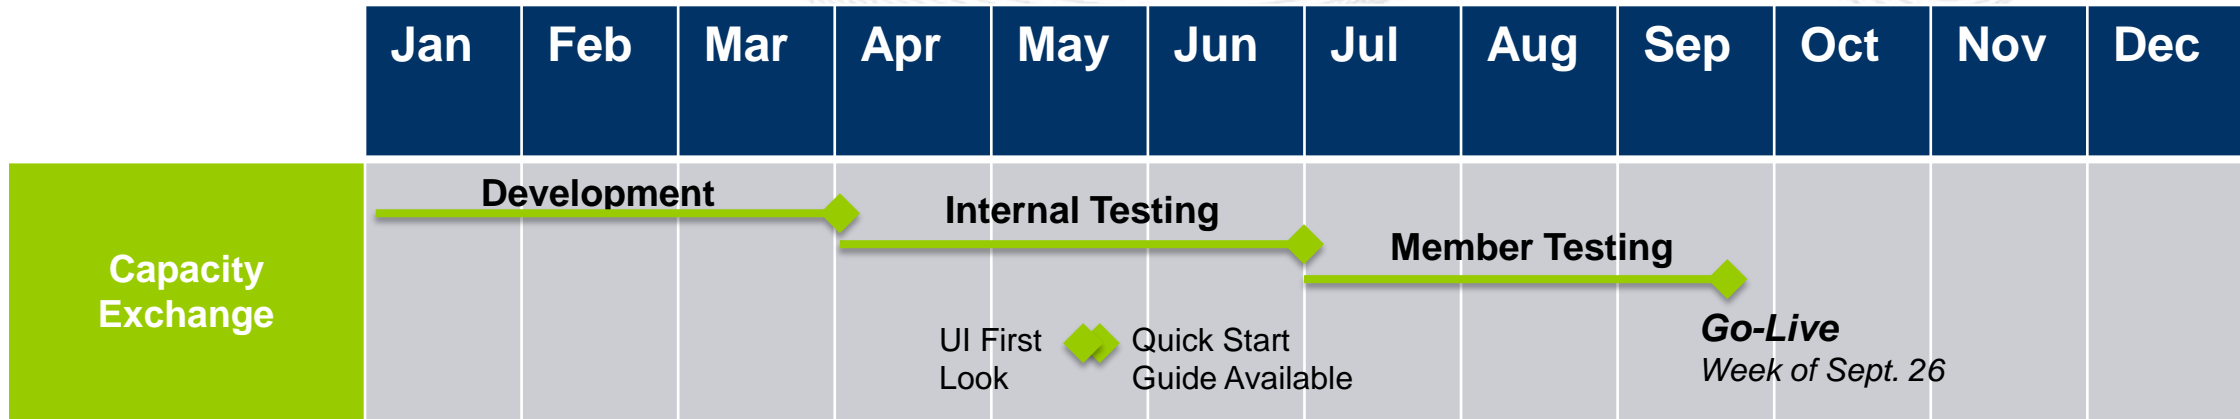 Jan Feb Mar Apr May Jun Jul Aug Sep Oct Nov Dec
Capacity
Exchange
Development
Internal Testing
Member Testing
UI First
Look
Quick Start
Guide Available
Go-Live
Week of Sept. 26